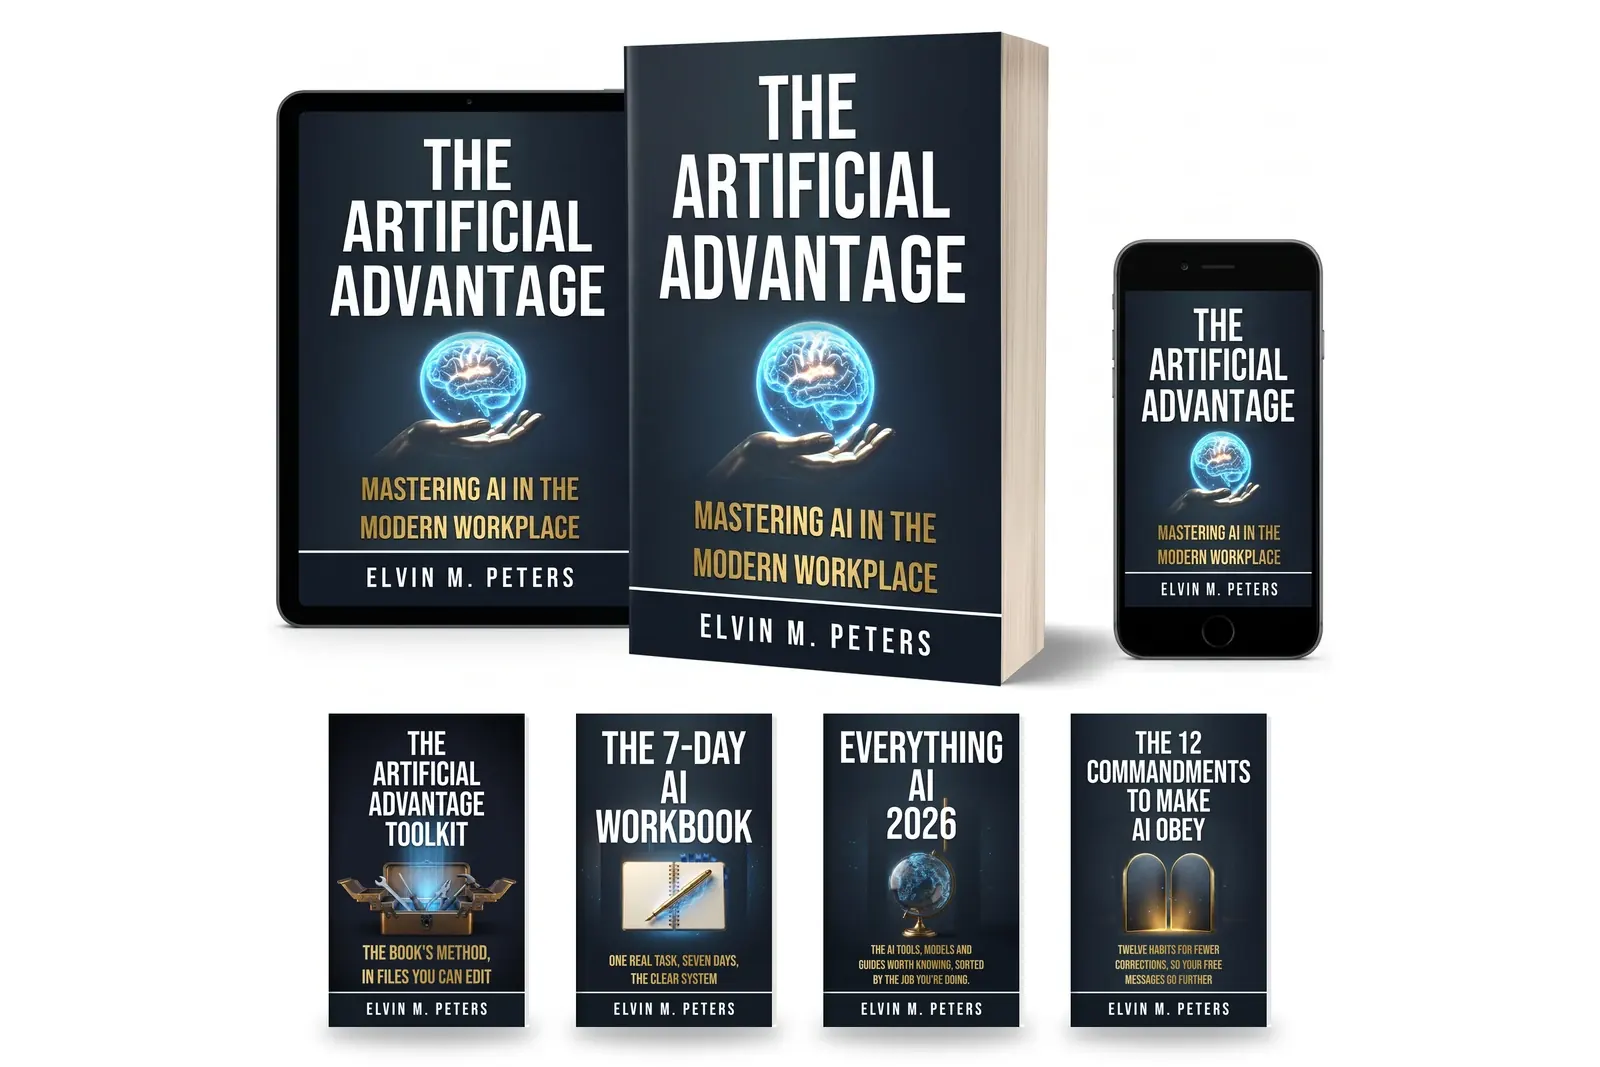 THE
ARTIFICIAL
ADVANTAGE
MASTERING AI IN THE
MODERN WORKPLACE
ELVIN M. PETERS
THE
ARTIFICIAL
ADVANTAGE
MASTERING AI IN THE
MODERN WORKPLACE
ELVIN M. PETERS
THE
ARTIFICIAL
ADVANTAGE
MASTERING AI IN THE
MODERN WORKPLACE
ELVIN M. PETERS
THE
ARTIFICIAL
ADVANTAGE
TOOLKIT
THE BOOK'S METHOD,
IN FILES YOU CAN EDIT
ELVIN M. PETERS
THE 7-DAY
AI
WORKBOOK
ONE REAL TASK, SEVEN DAYS,
THE CLEAR SYSTEM
ELVIN M. PETERS
EVERYTHING
AI
2026
THE AI TOOLS, MODELS AND
GUIDES WORTH KNOWING, SORTED
BY THE JOB YOU'RE DOING.
ELVIN M. PETERS
THE 12
COMMANDMENTS
TO MAKE
AI OBEY
TWELVE HABITS FOR FEWER
CORRECTIONS, SO YOUR FREE
MESSAGES GO FURTHER
ELVIN M. PETERS